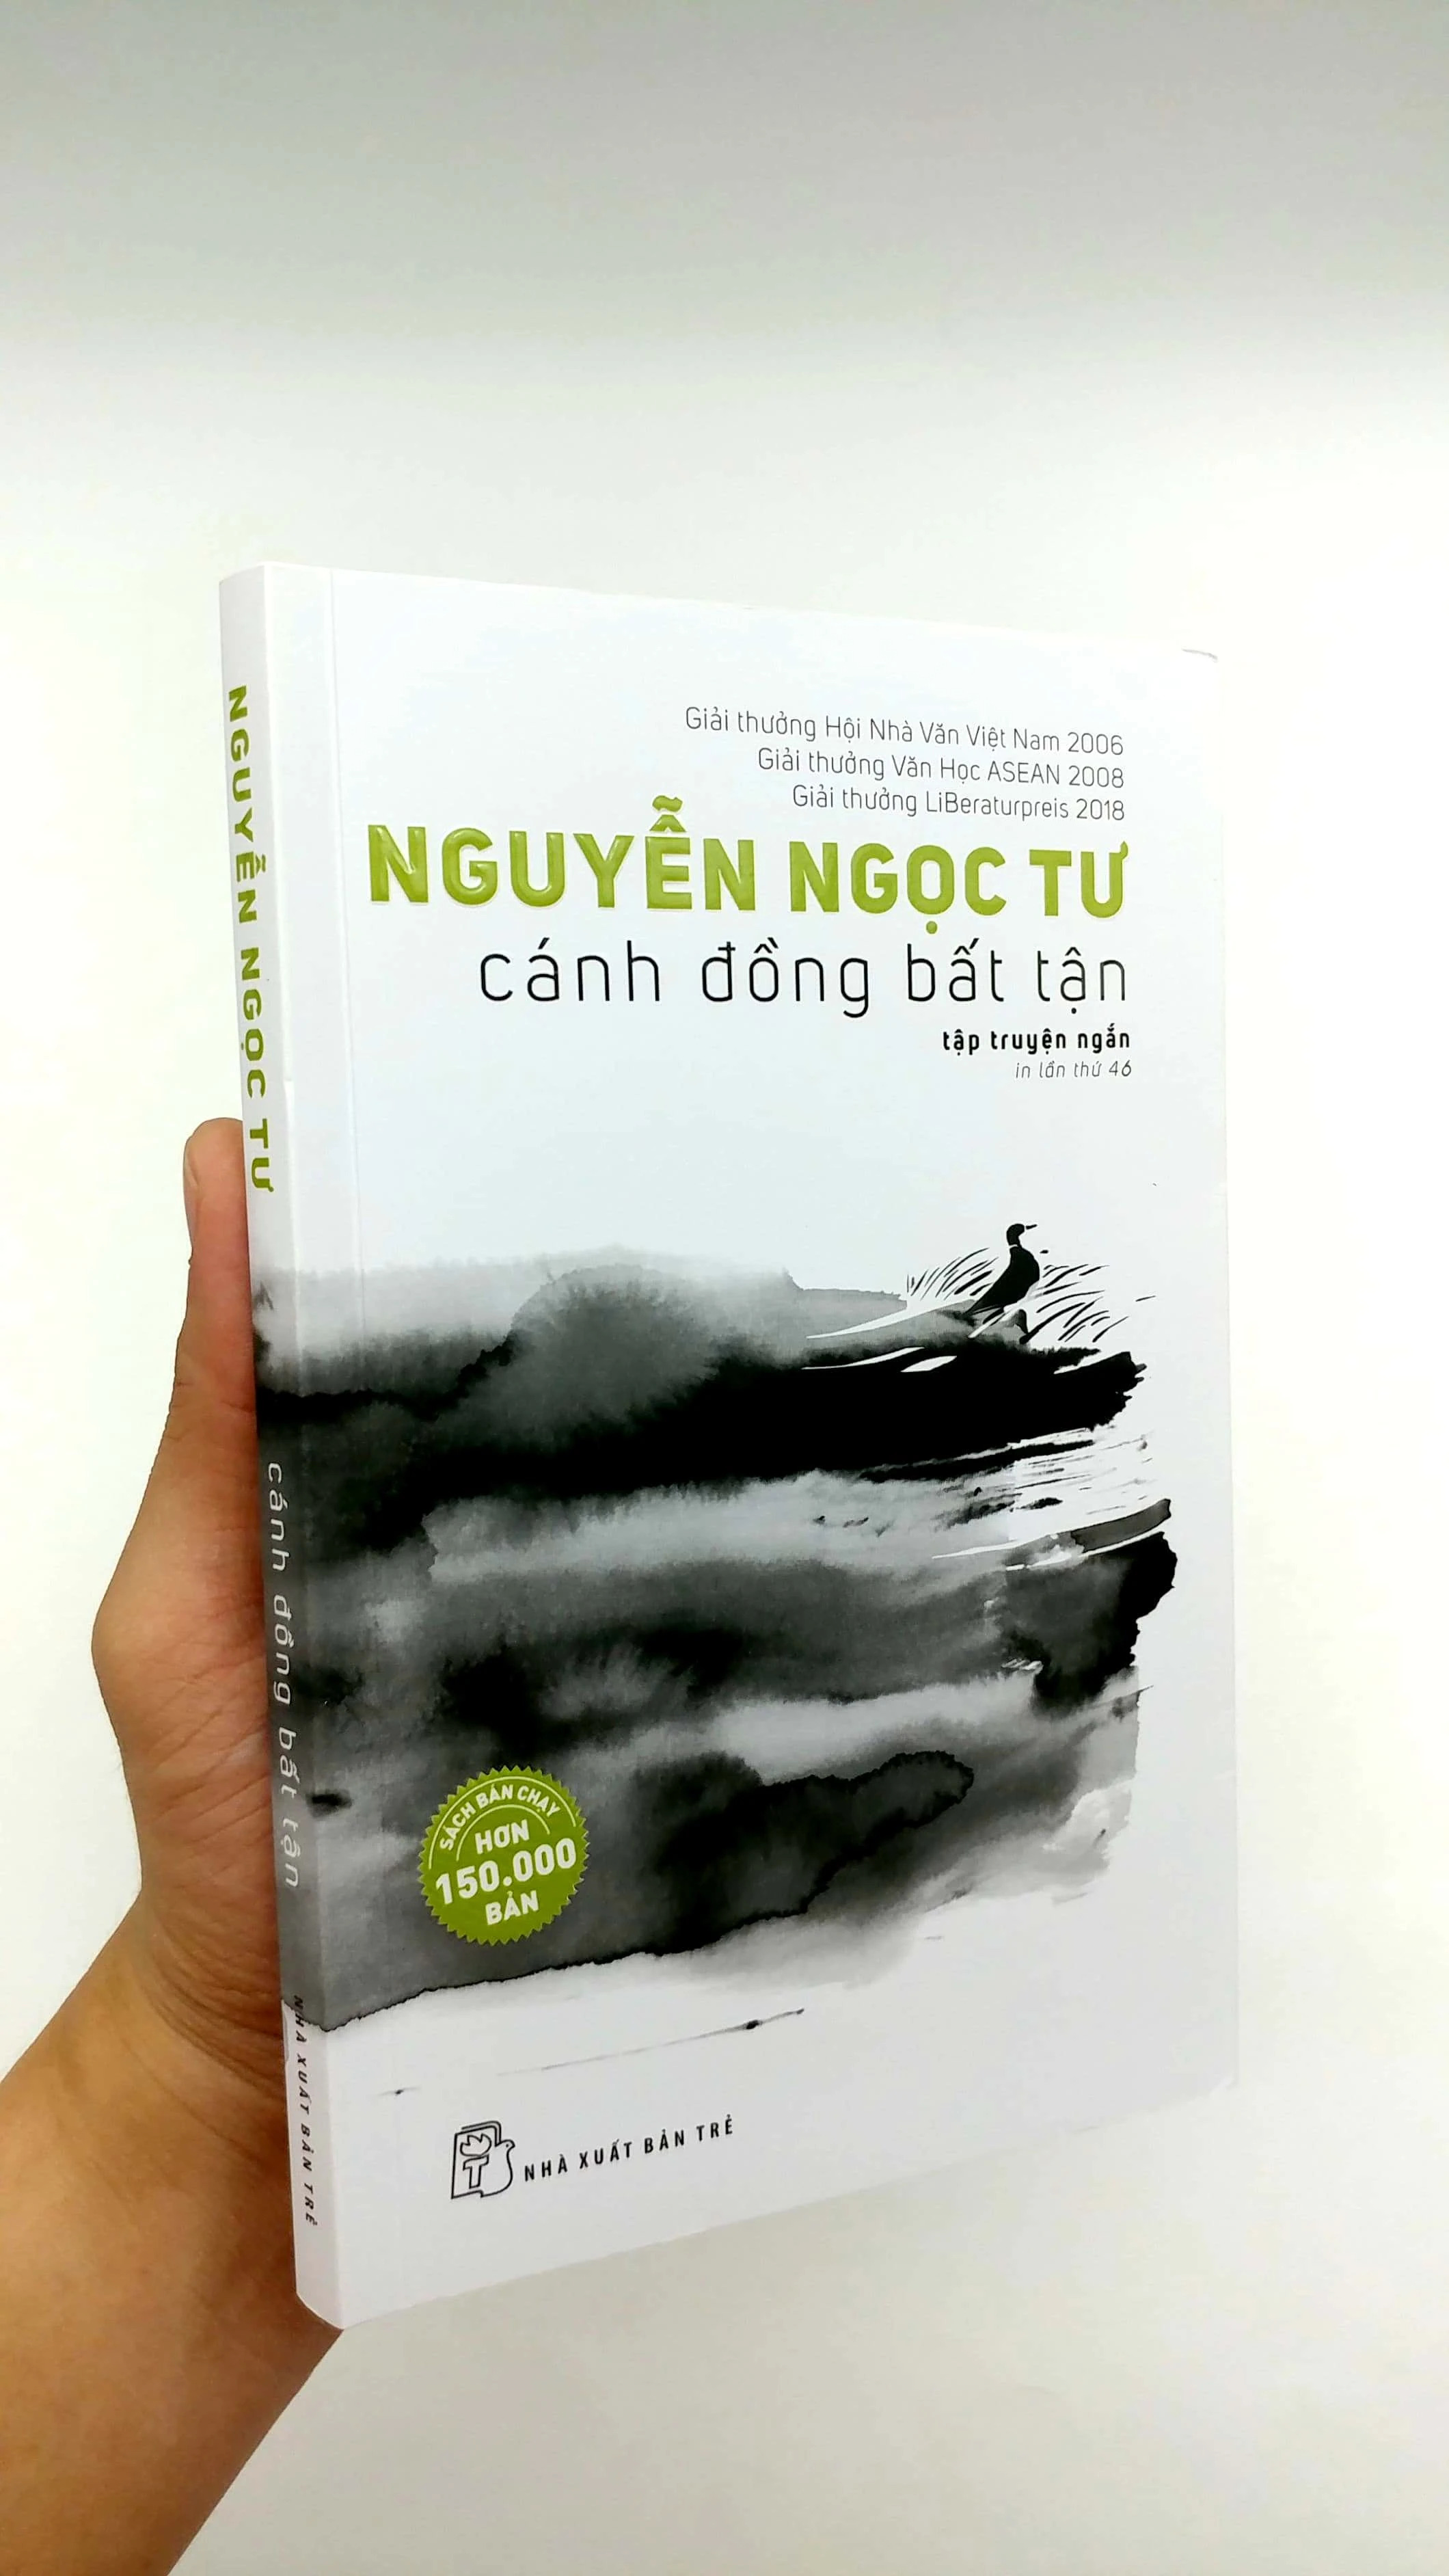 Giải thưởng Hội Nhà Văn Việt Nam 2006
Giải thưởng Văn Học ASEAN 2008
Giải thưởng LiBeraturpreis 2018
NGUYỄN NGỌC TƯ
cánh đồng bất tận
tập truyện ngắn
in lần thứ 46
SÁCH BÁN CHẠY
HƠN
150.000
BẢN
NHÀ XUẤT BẢN TRẺ
NGUYỄN NGỌC TƯ
cánh đồng bất tận
NHÀ XUẤT BẢN TRẺ